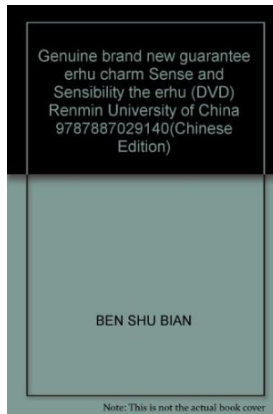 Genuine brand new guarantee
erhu charm Sense and
Sensibility the erhu (DVD)
Renmin University of China
9787887029140(Chinese
Edition)
BEN SHU BIAN
Note: This is not the actual book cover